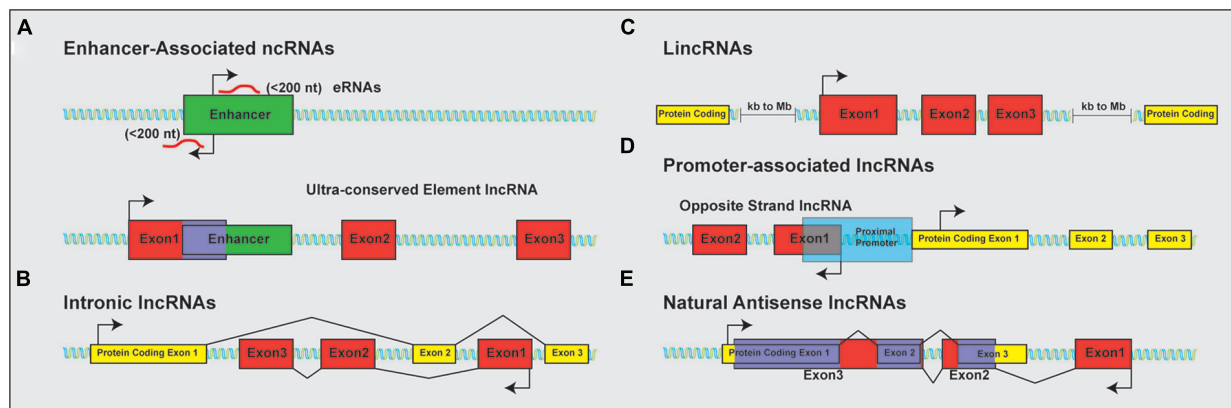 A
Enhancer-Associated ncRNAs
(<200 nt) eRNAs
Enhancer
(<200 nt)
Ultra-conserved Element lncRNA
Exon1 Enhancer Exon2 Exon3
B
Intronic lncRNAs
Protein Coding Exon 1 Exon3 Exon2 Exon 2 Exon1 Exon 3
C
LincRNAs
kb to Mb kb to Mb
Protein Coding Exon1 Exon2 Exon3 Protein Coding
D
Promoter-associated lncRNAs
Opposite Strand lncRNA
Exon2 Exon1 Proximal
Promoter
Protein Coding Exon 1 Exon 2 Exon 3
E
Natural Antisense lncRNAs
Protein Coding Exon 1 Exon 2 Exon 3 Exon1
Exon3 Exon2